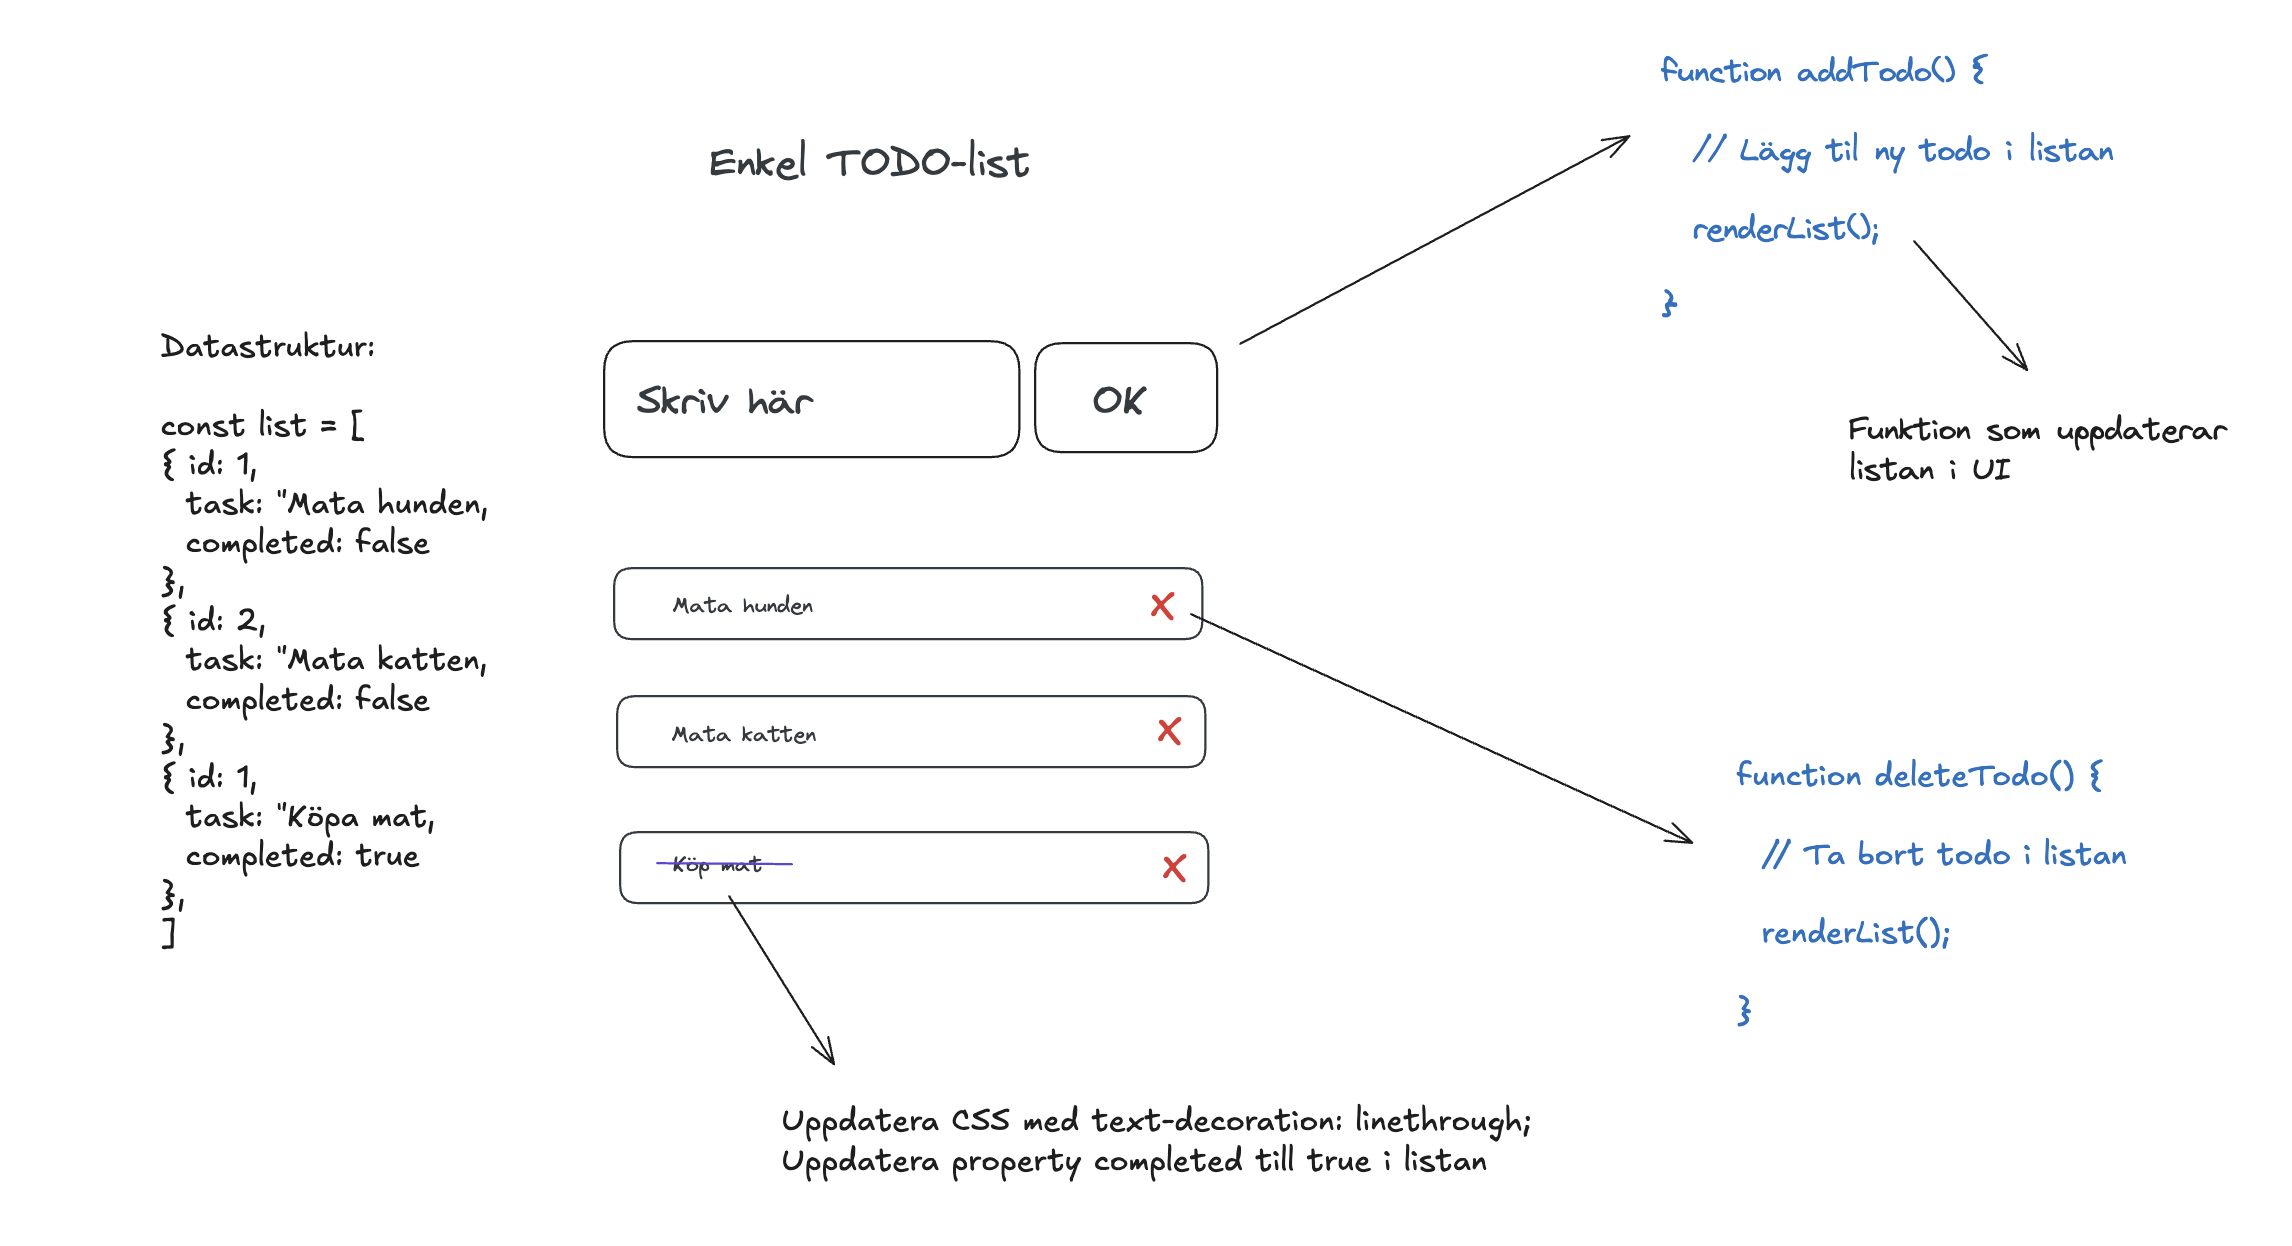 Enkel TODO-list
Datastruktur:
const list = [
{ id: 1,
task: "Mata hunden,
completed: false
},
{ id: 2,
task: "Mata katten,
completed: false
},
{ id: 1,
task: "Köpa mat,
completed: true
},
]
Skriv här
OK
Mata hunden
X
Mata katten
X
Köp mat
X
Uppdatera CSS med text-decoration: linethrough;
Uppdatera property completed till true i listan
function addTodo() {
// Lägg til ny todo i listan
renderList();
}
Funktion som uppdaterar
listan i UI
function deleteTodo() {
// Ta bort todo i listan
renderList();
}